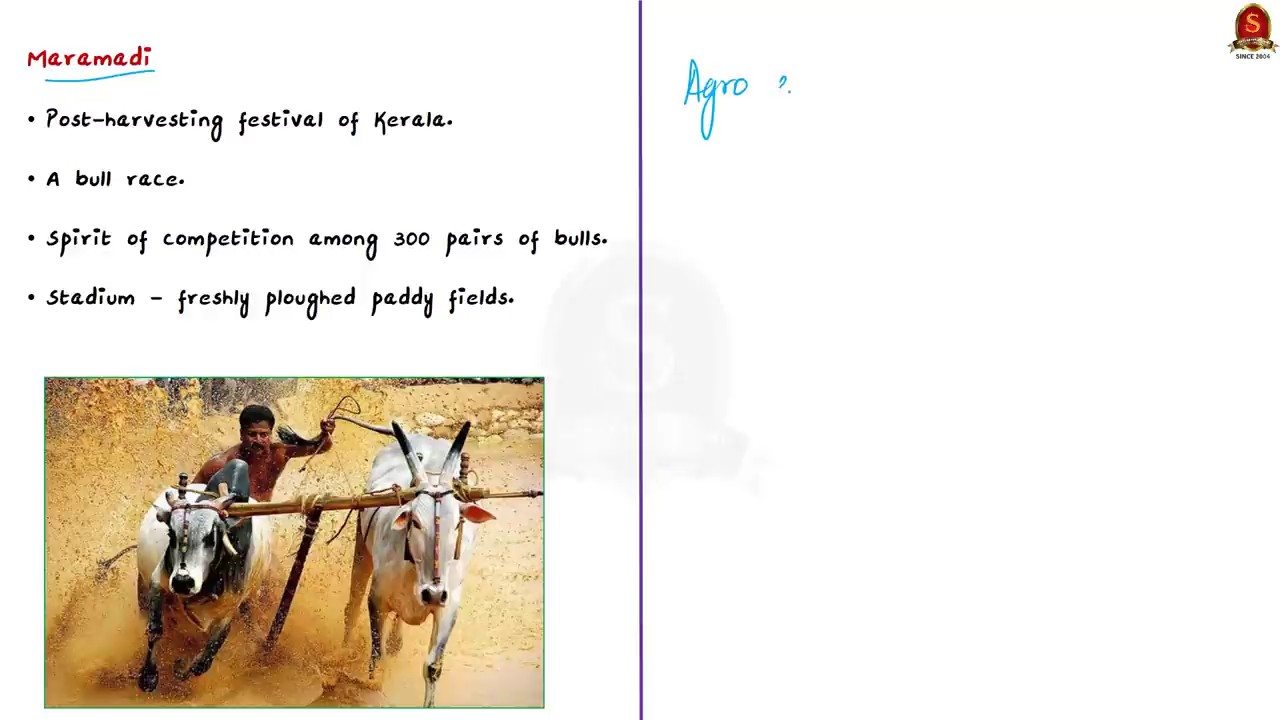 Maramadi
• Post-harvesting festival of Kerala.
• A bull race.
• Spirit of competition among 300 pairs of bulls.
• Stadium - freshly ploughed paddy fields.
Agro
S
SINCE 2004